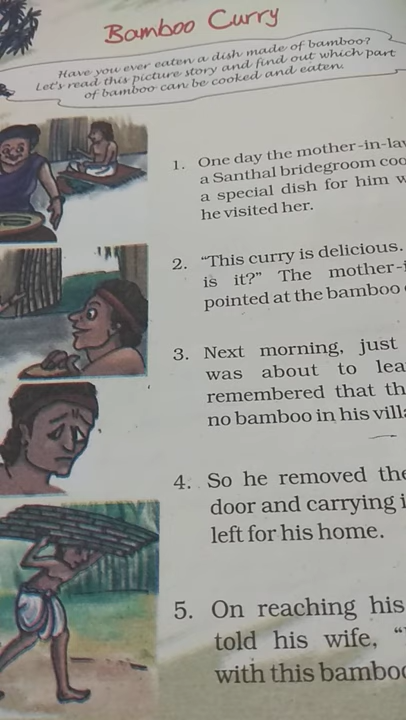 Bamboo Curry
Have you ever eaten a dish made of bamboo?
Let's read this picture story and find out which part
of bamboo can be cooked and eaten.
1. One day the mother-in-law
a Santhal bridegroom coo
a special dish for him w
he visited her.
2. "This curry is delicious.
is it?" The mother-i
pointed at the bamboo
3. Next morning, just
was about to lea
remembered that th
no bamboo in his villa
4. So he removed the
door and carrying i
left for his home.
5. On reaching his
told his wife, "
with this bamboo